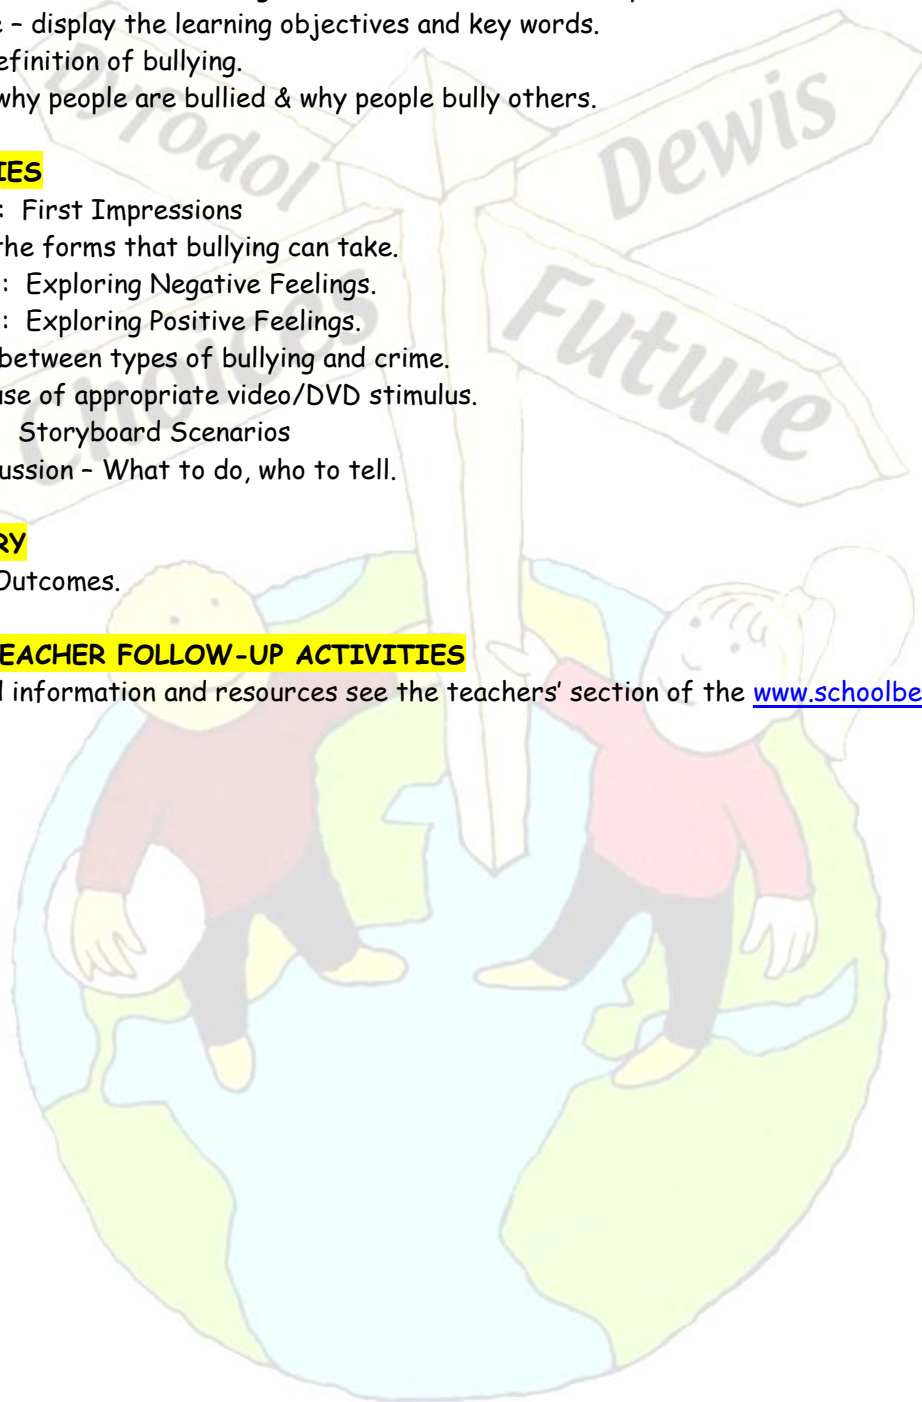 e – display the learning objectives and key words.
efinition of bullying.
why people are bullied & why people bully others.
Dyfodol
Dewis
IES
: First Impressions
the forms that bullying can take.
: Exploring Negative Feelings.
: Exploring Positive Feelings.
between types of bullying and crime.
use of appropriate video/DVD stimulus.
Storyboard Scenarios
ussion – What to do, who to tell.
Choices
Future
RY
Outcomes.
EACHER FOLLOW-UP ACTIVITIES
l information and resources see the teachers’ section of the www.schoolbe